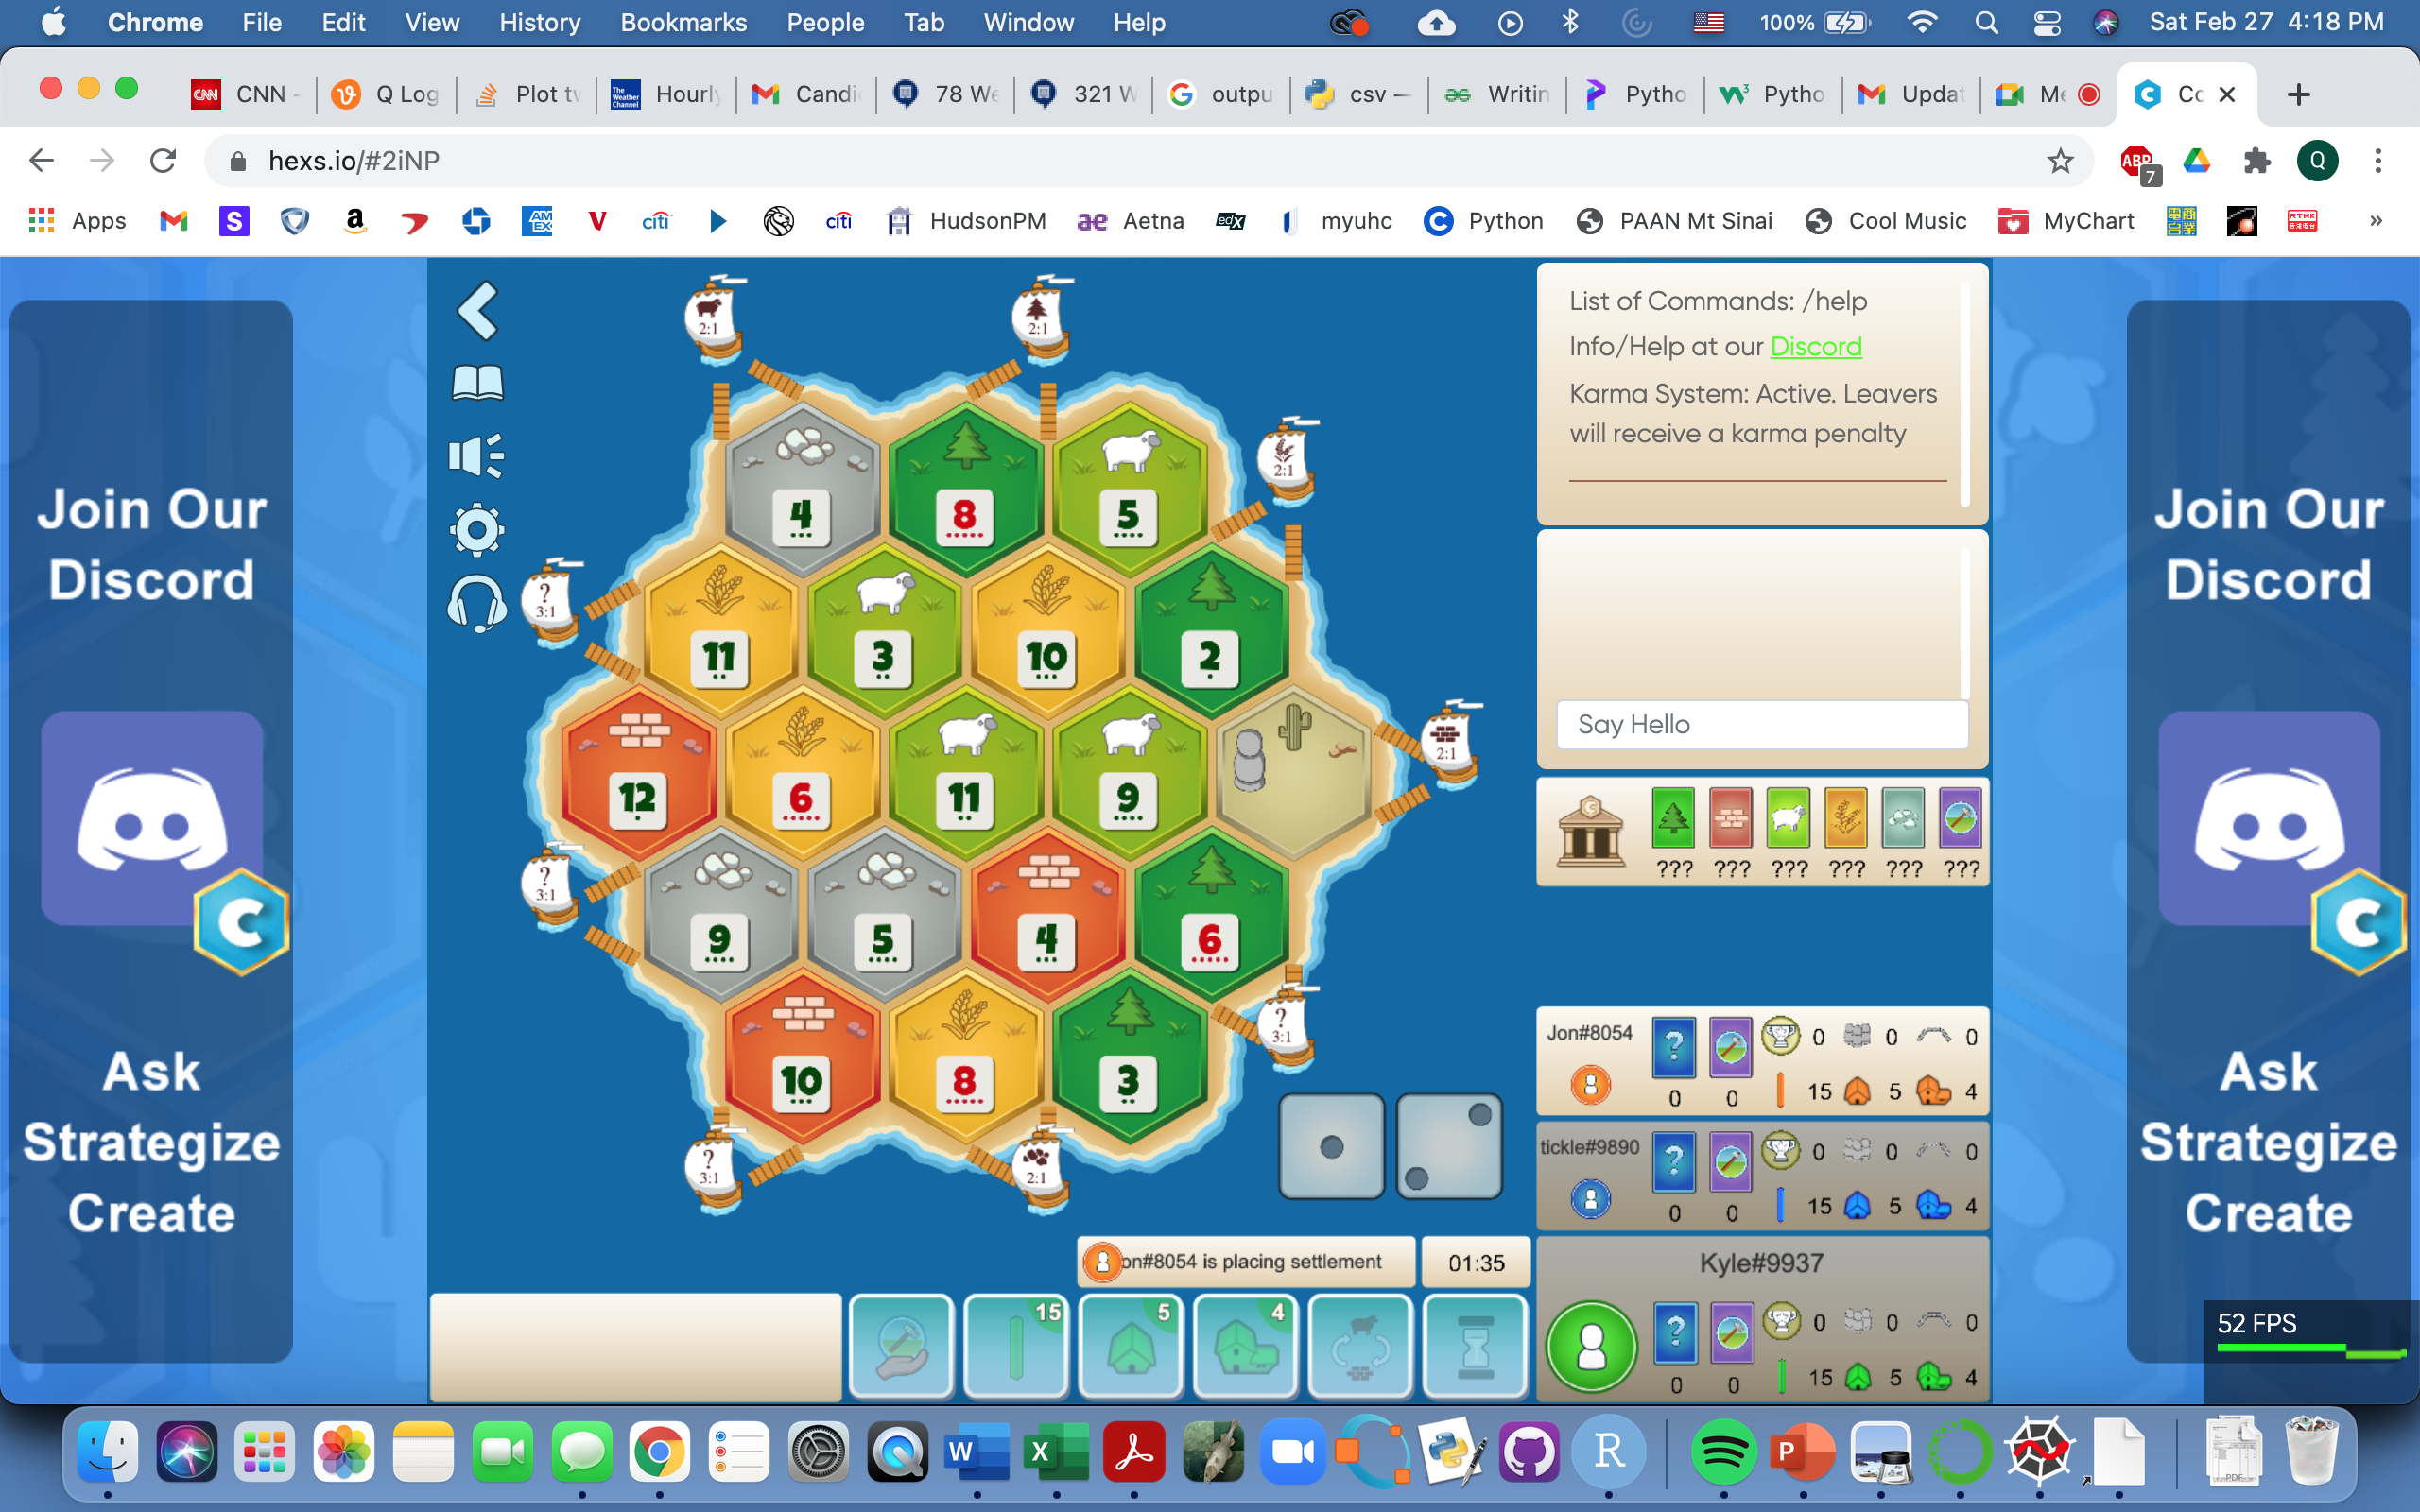 Chrome File Edit View History Bookmarks People Tab Window Help 100% Sat Feb 27 4:18 PM
CNN - Q Log Plot tw Hourly Candi 78 We 321 W outpu csv — Writin Pytho Pytho Updat Me Co
hexs.io/#2iNP ABP 7 Q
Apps HudsonPM Aetna edX myuhc Python PAAN Mt Sinai Cool Music MyChart »
Join Our
Discord
Ask
Strategize
Create
2:1
2:1
2:1
3:1
2:1
3:1
3:1
3:1
2:1
4 8 5
11 3 10 2
12 6 11 9
9 5 4 6
10 8 3
on#8054 is placing settlement 01:35
15 5 4
List of Commands: /help
Info/Help at our Discord
Karma System: Active. Leavers
will receive a karma penalty
Say Hello
??? ??? ??? ??? ??? ???
Jon#8054 ? 0 0 0
0 0 15 5 4
tickle#9890 ? 0 0 0
0 0 15 5 4
Kyle#9937
? 0 0 0
0 0 15 5 4
Join Our
Discord
Ask
Strategize
Create
52 FPS
W X R P